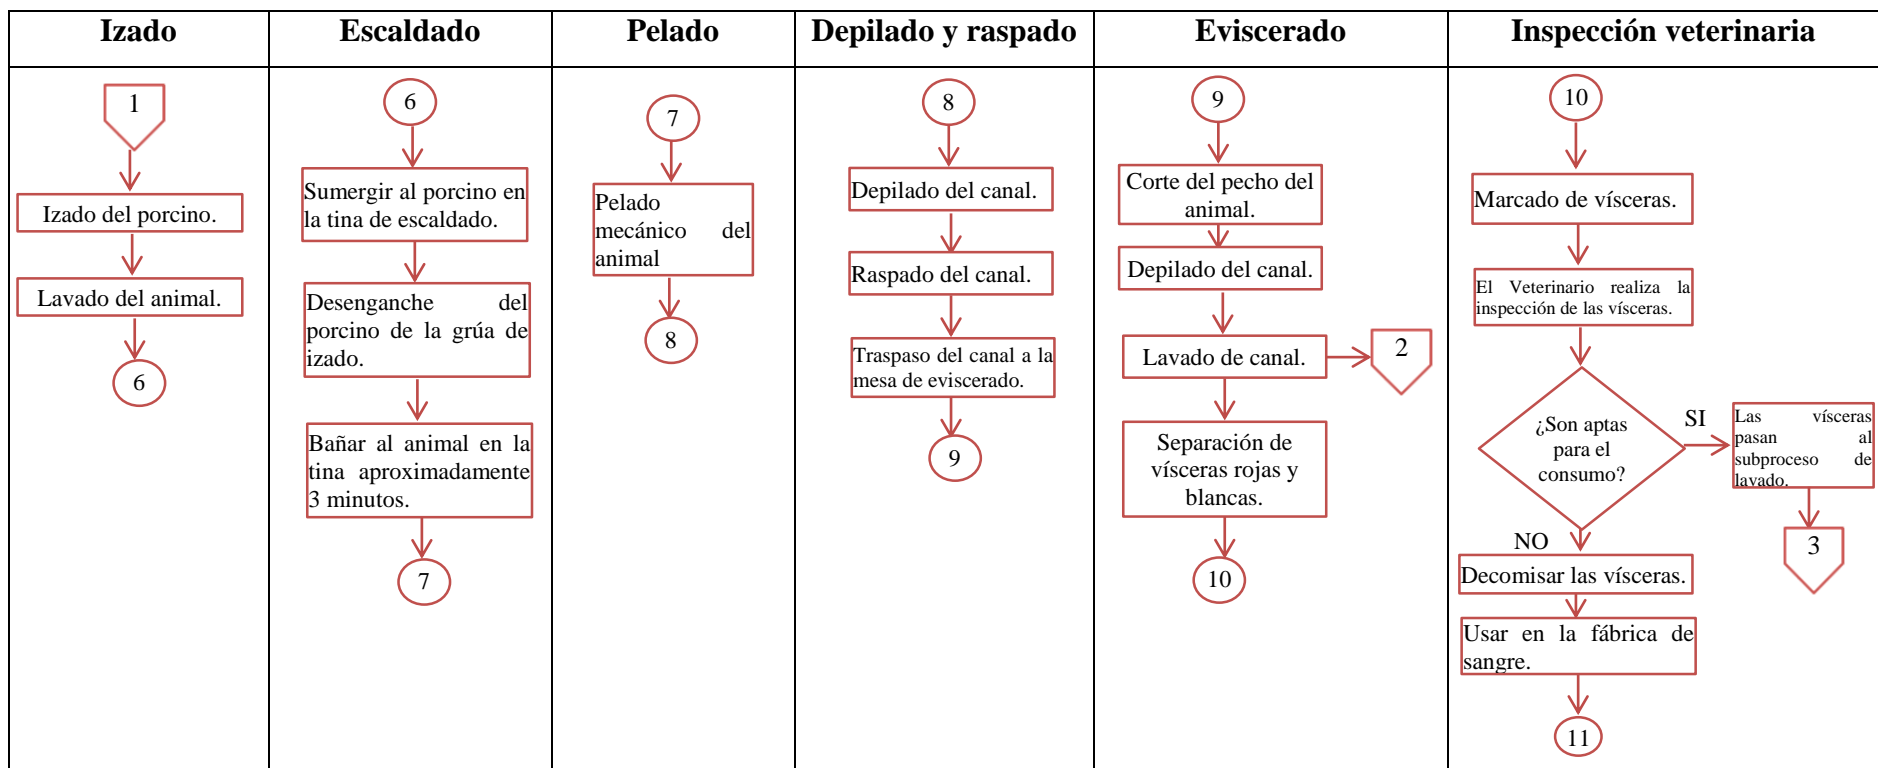 Izado
Escaldado
Pelado
Depilado y raspado
Eviscerado
Inspección veterinaria
1
Izado del porcino.
Lavado del animal.
6
6
Sumergir al porcino en
la tina de escaldado.
Desenganche del
porcino de la grúa de
izado.
Bañar al animal en la
tina aproximadamente
3 minutos.
7
7
Pelado
mecánico del
animal
8
8
Depilado del canal.
Raspado del canal.
Traspaso del canal a la
mesa de eviscerado.
9
9
Corte del pecho del
animal.
Depilado del canal.
Lavado de canal.
2
Separación de
vísceras rojas y
blancas.
10
10
Marcado de vísceras.
El Veterinario realiza la
inspección de las vísceras.
¿Son aptas
para el
consumo?
SI
Las vísceras
pasan al
subproceso de
lavado.
3
NO
Decomisar las vísceras.
Usar en la fábrica de
sangre.
11